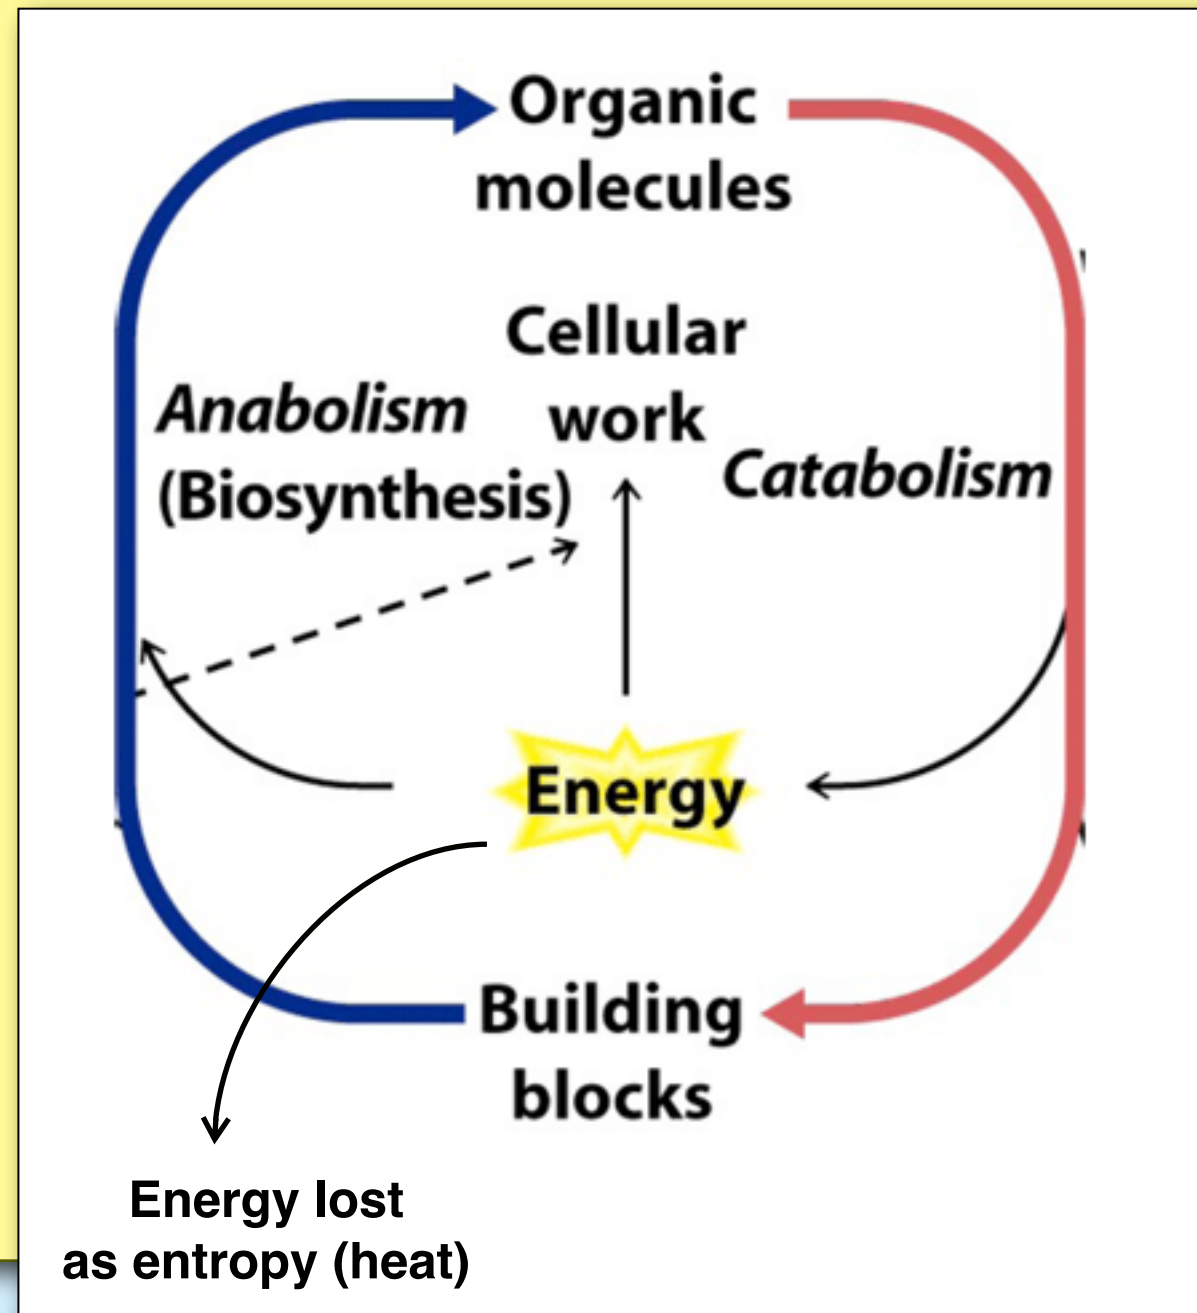 Organic
molecules
Cellular
work
Anabolism
(Biosynthesis)
Catabolism
Energy
Building
blocks
Energy lost
as entropy (heat)